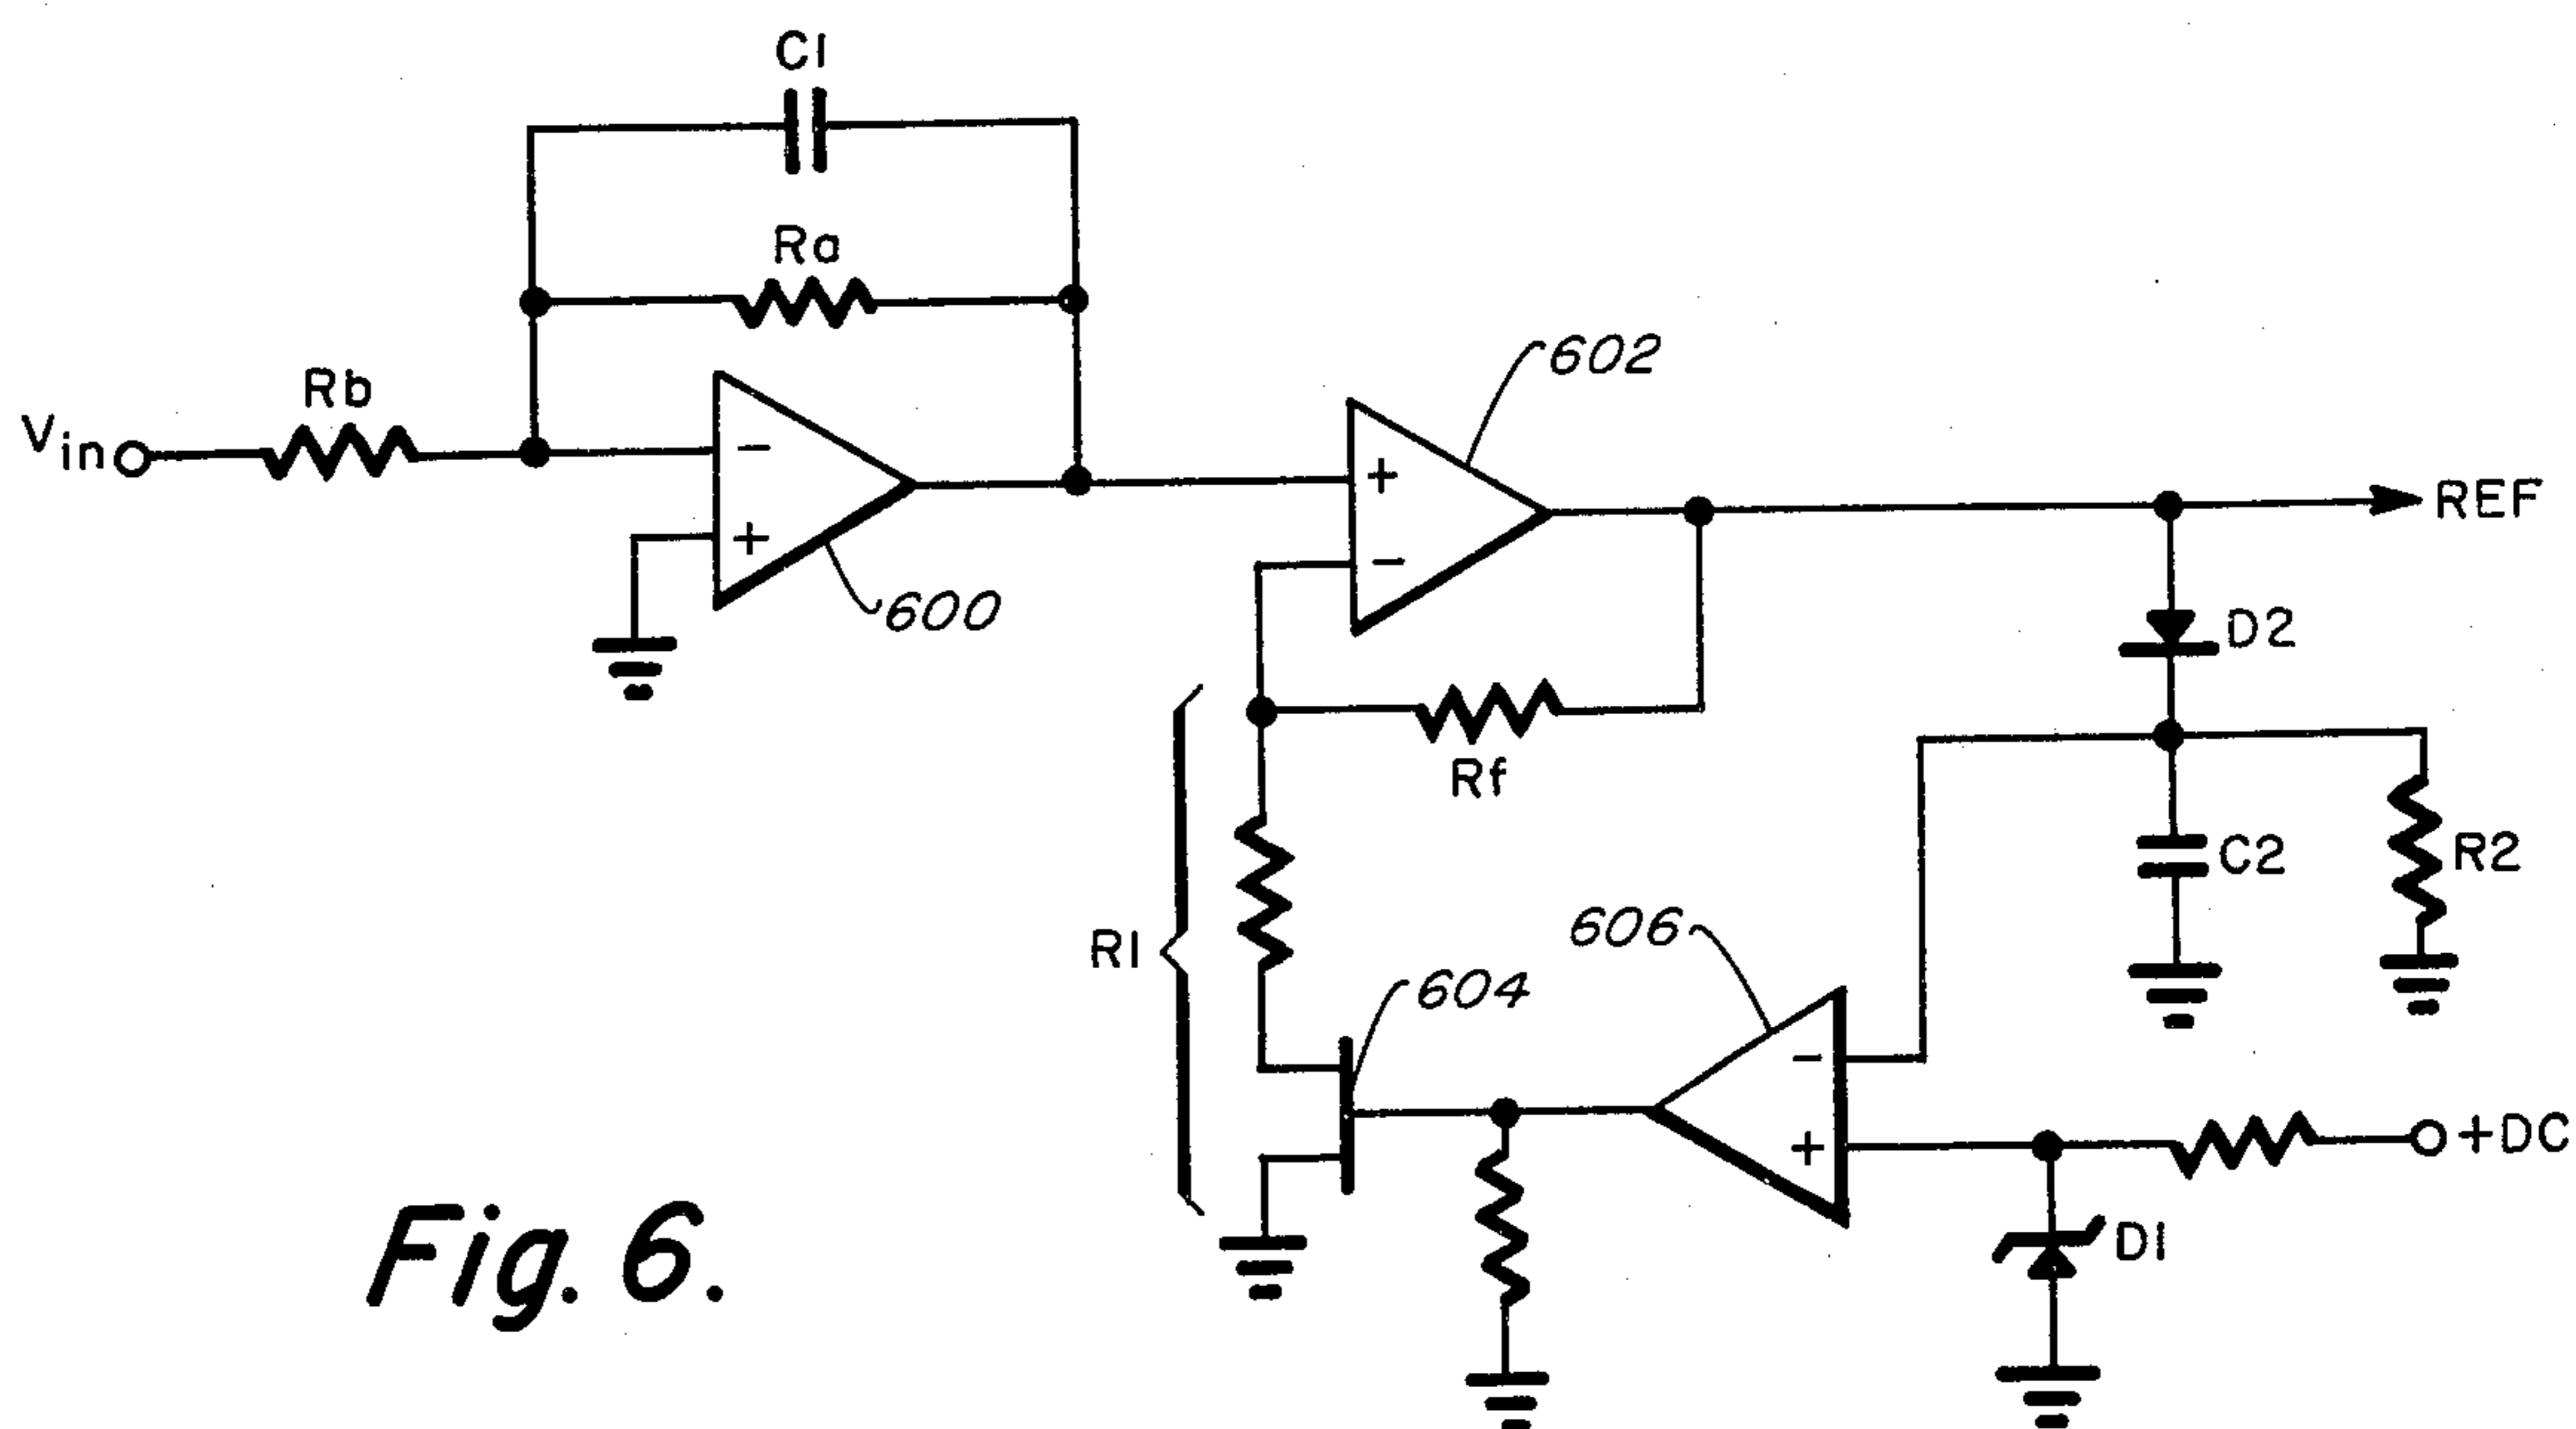 C1
Ra
Rb
Vin
-
+
600
602
+
-
REF
D2
Rf
C2
R2
R1
604
606
-
+
+DC
D1
Fig. 6.